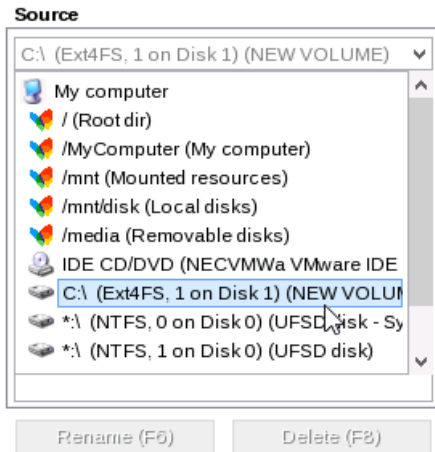 Source
C:\ (Ext4FS, 1 on Disk 1) (NEW VOLUME)
My computer
/ (Root dir)
/MyComputer (My computer)
/mnt (Mounted resources)
/mnt/disk (Local disks)
/media (Removable disks)
IDE CD/DVD (NECVMWa VMware IDE
C:\ (Ext4FS, 1 on Disk 1) (NEW VOLUM
*:\ (NTFS, 0 on Disk 0) (UFSD disk - Sy
*:\ (NTFS, 1 on Disk 0) (UFSD disk)
Rename (F6) Delete (F8)